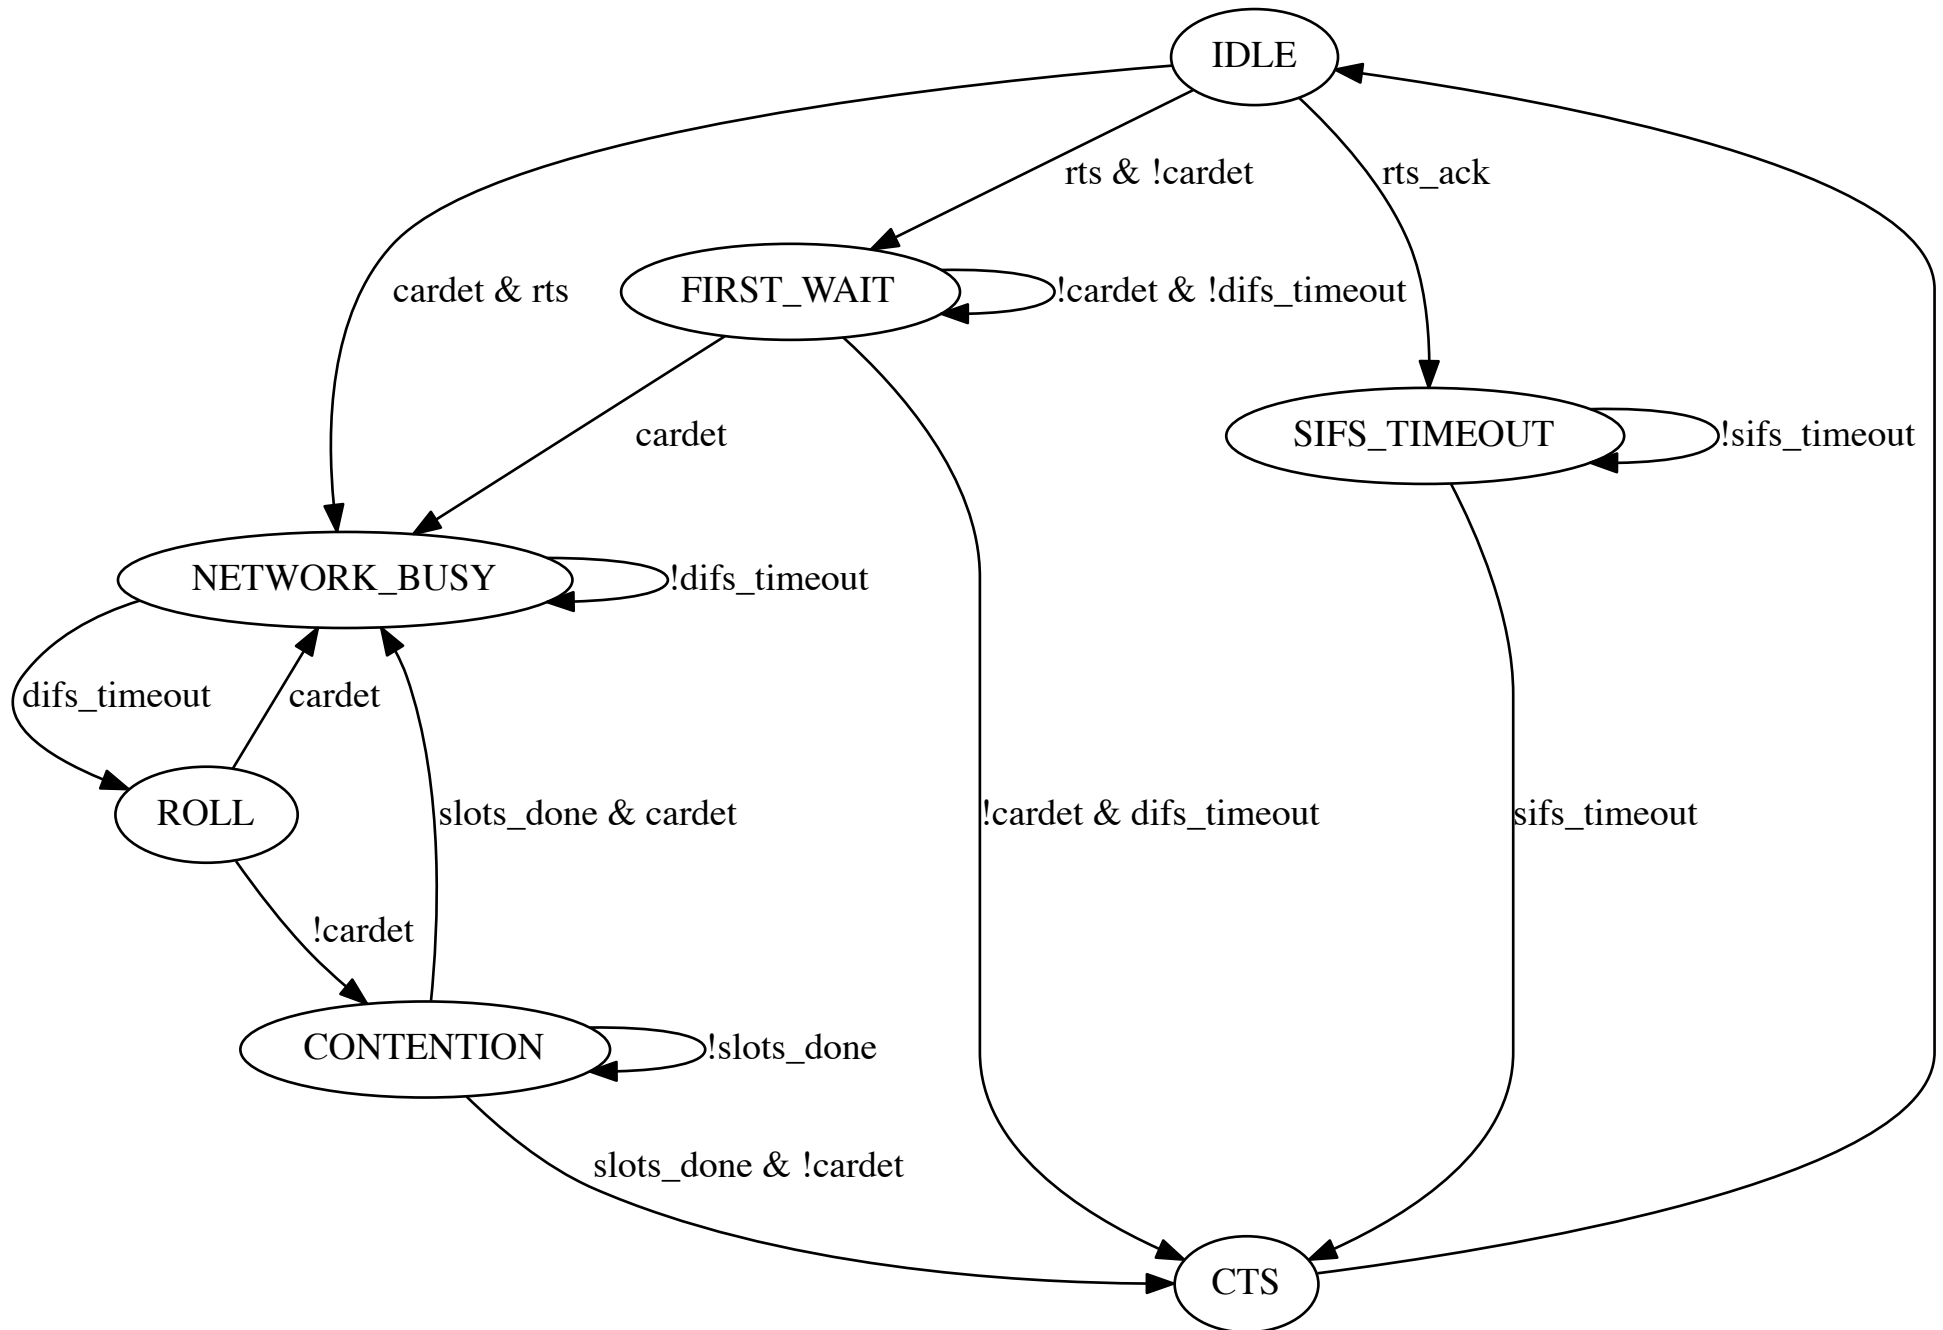 IDLE
rts & !cardet
rts_ack
cardet & rts
FIRST_WAIT
!cardet & !difs_timeout
cardet
SIFS_TIMEOUT
!sifs_timeout
NETWORK_BUSY
!difs_timeout
difs_timeout
cardet
ROLL
slots_done & cardet
!cardet & difs_timeout
sifs_timeout
!cardet
CONTENTION
!slots_done
slots_done & !cardet
CTS